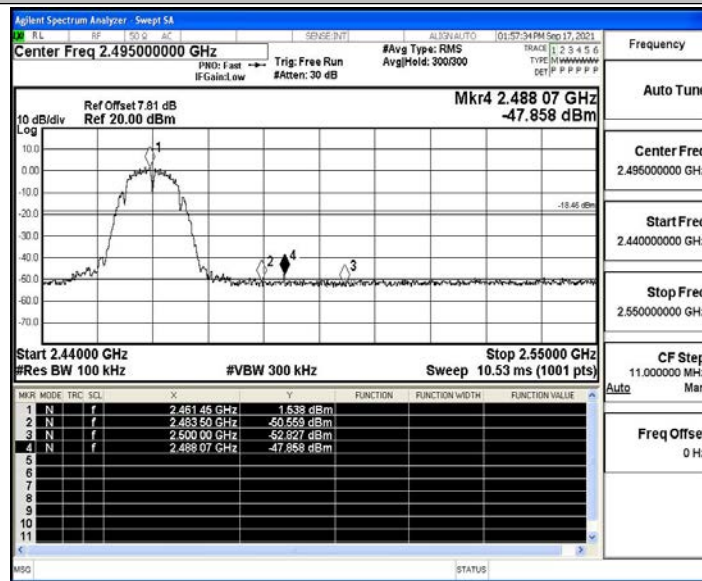 Agilent Spectrum Analyzer - Swept SA
RL RF 50 Ω AC SENSE:INT ALIGN AUTO 01:57:34 PM Sep 17, 2021
Center Freq 2.495000000 GHz #Avg Type: RMS TRACE 1 2 3 4 5 6
PNO: Fast Trig: Free Run Avg|Hold: 300/300 TYPE M WWWWW
IFGain:Low #Atten: 30 dB DET P P P P P P
Ref Offset 7.81 dB Mkr4 2.488 07 GHz
10 dB/div Ref 20.00 dBm -47.858 dBm
Log
10.0
0.00
-10.0
-20.0
-30.0
-40.0
-50.0
-60.0
-70.0
1
2
4
3
-18.46 dBm
Start 2.44000 GHz Stop 2.55000 GHz
#Res BW 100 kHz #VBW 300 kHz Sweep 10.53 ms (1001 pts)
MKR MODE TRC SCL X Y FUNCTION FUNCTION WIDTH FUNCTION VALUE
1 N f 2.461 45 GHz 1.538 dBm
2 N f 2.483 50 GHz -50.559 dBm
3 N f 2.500 00 GHz -52.827 dBm
4 N f 2.488 07 GHz -47.858 dBm
5
6
7
8
9
10
11
MSG STATUS
Frequency
Auto Tune
Center Freq
2.495000000 GHz
Start Freq
2.440000000 GHz
Stop Freq
2.550000000 GHz
CF Step
11.000000 MHz
Auto Man
Freq Offset
0 Hz